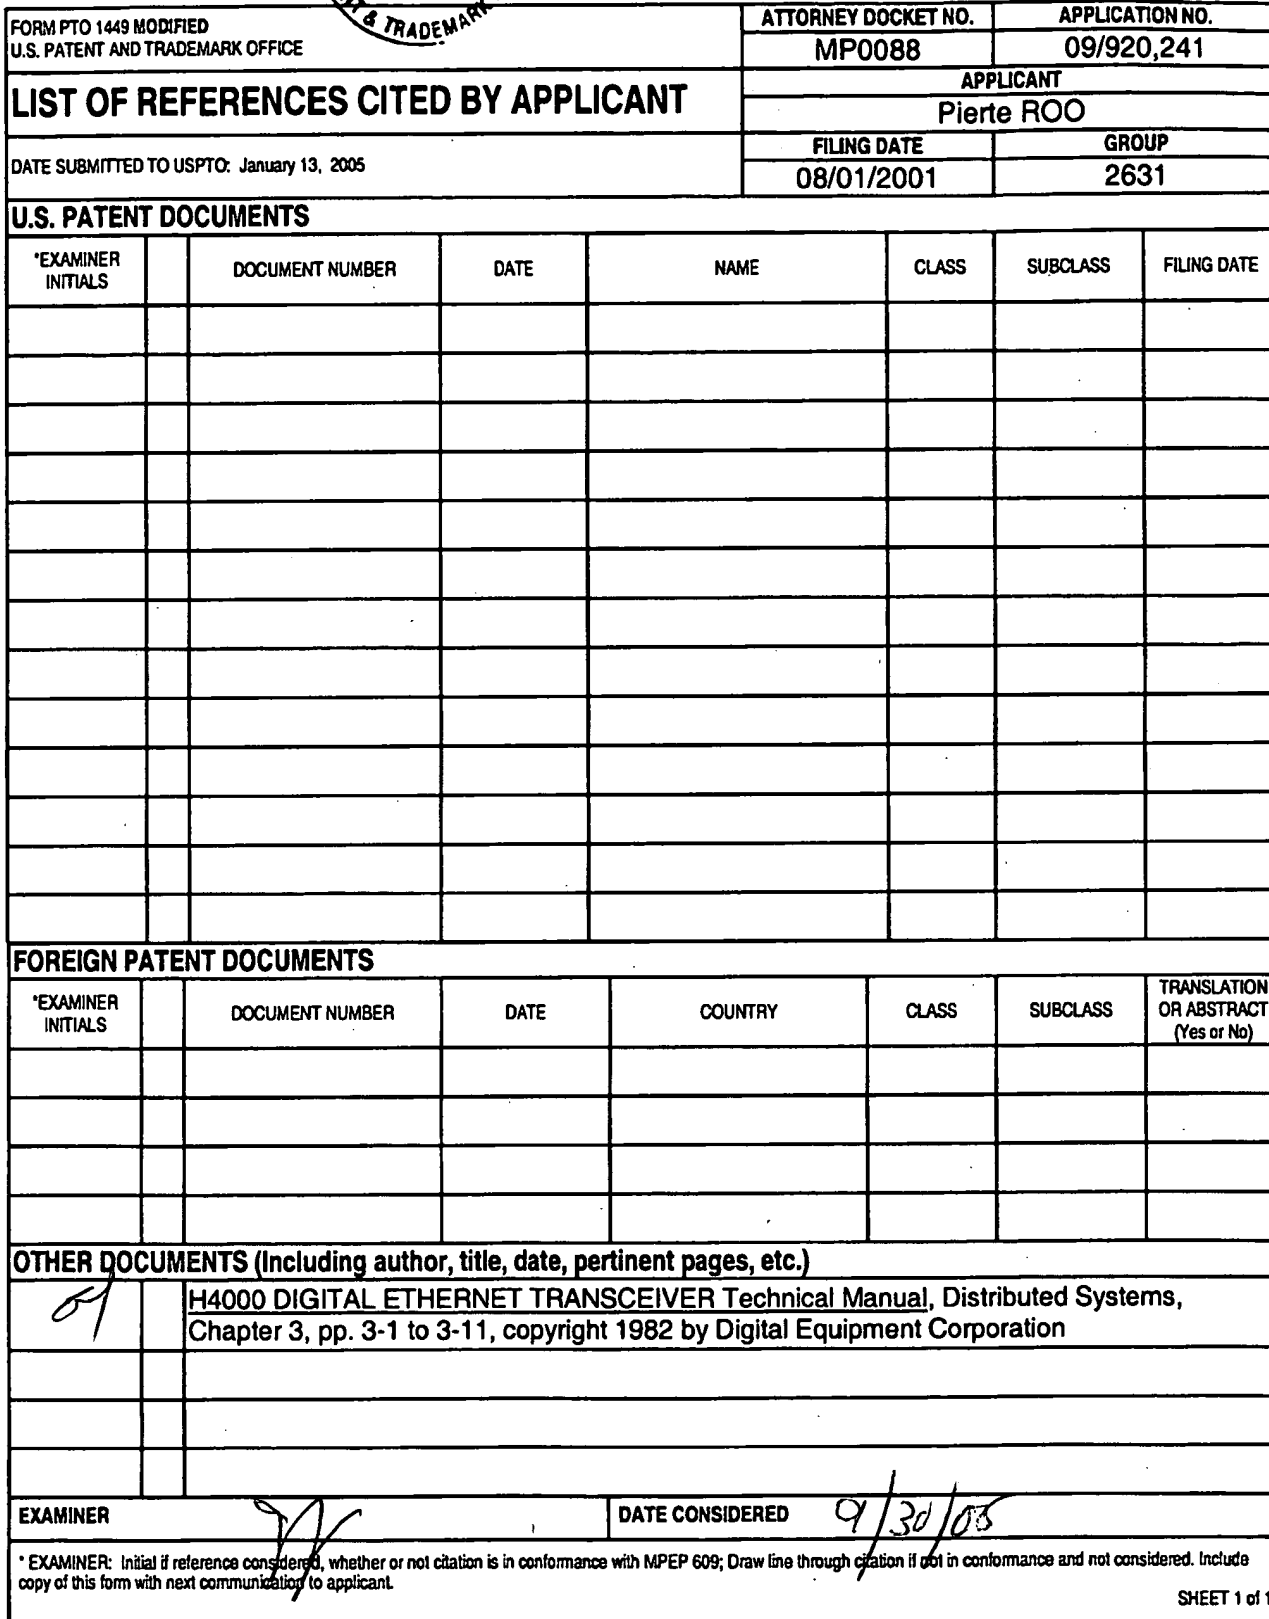 & TRADEMARK
FORM PTO 1449 MODIFIED
U.S. PATENT AND TRADEMARK OFFICE
ATTORNEY DOCKET NO.
APPLICATION NO.
MP0088
09/920,241
LIST OF REFERENCES CITED BY APPLICANT
APPLICANT
Pierte ROO
DATE SUBMITTED TO USPTO: January 13, 2005
FILING DATE
GROUP
08/01/2001
2631
U.S. PATENT DOCUMENTS
*EXAMINER INITIALS
DOCUMENT NUMBER
DATE
NAME
CLASS
SUBCLASS
FILING DATE
FOREIGN PATENT DOCUMENTS
*EXAMINER INITIALS
DOCUMENT NUMBER
DATE
COUNTRY
CLASS
SUBCLASS
TRANSLATION OR ABSTRACT (Yes or No)
OTHER DOCUMENTS (Including author, title, date, pertinent pages, etc.)
H4000 DIGITAL ETHERNET TRANSCEIVER Technical Manual, Distributed Systems,
Chapter 3, pp. 3-1 to 3-11, copyright 1982 by Digital Equipment Corporation
EXAMINER
DATE CONSIDERED 9/30/05
* EXAMINER: Initial if reference considered, whether or not citation is in conformance with MPEP 609; Draw line through citation if not in conformance and not considered. Include
copy of this form with next communication to applicant.
SHEET 1 of 1